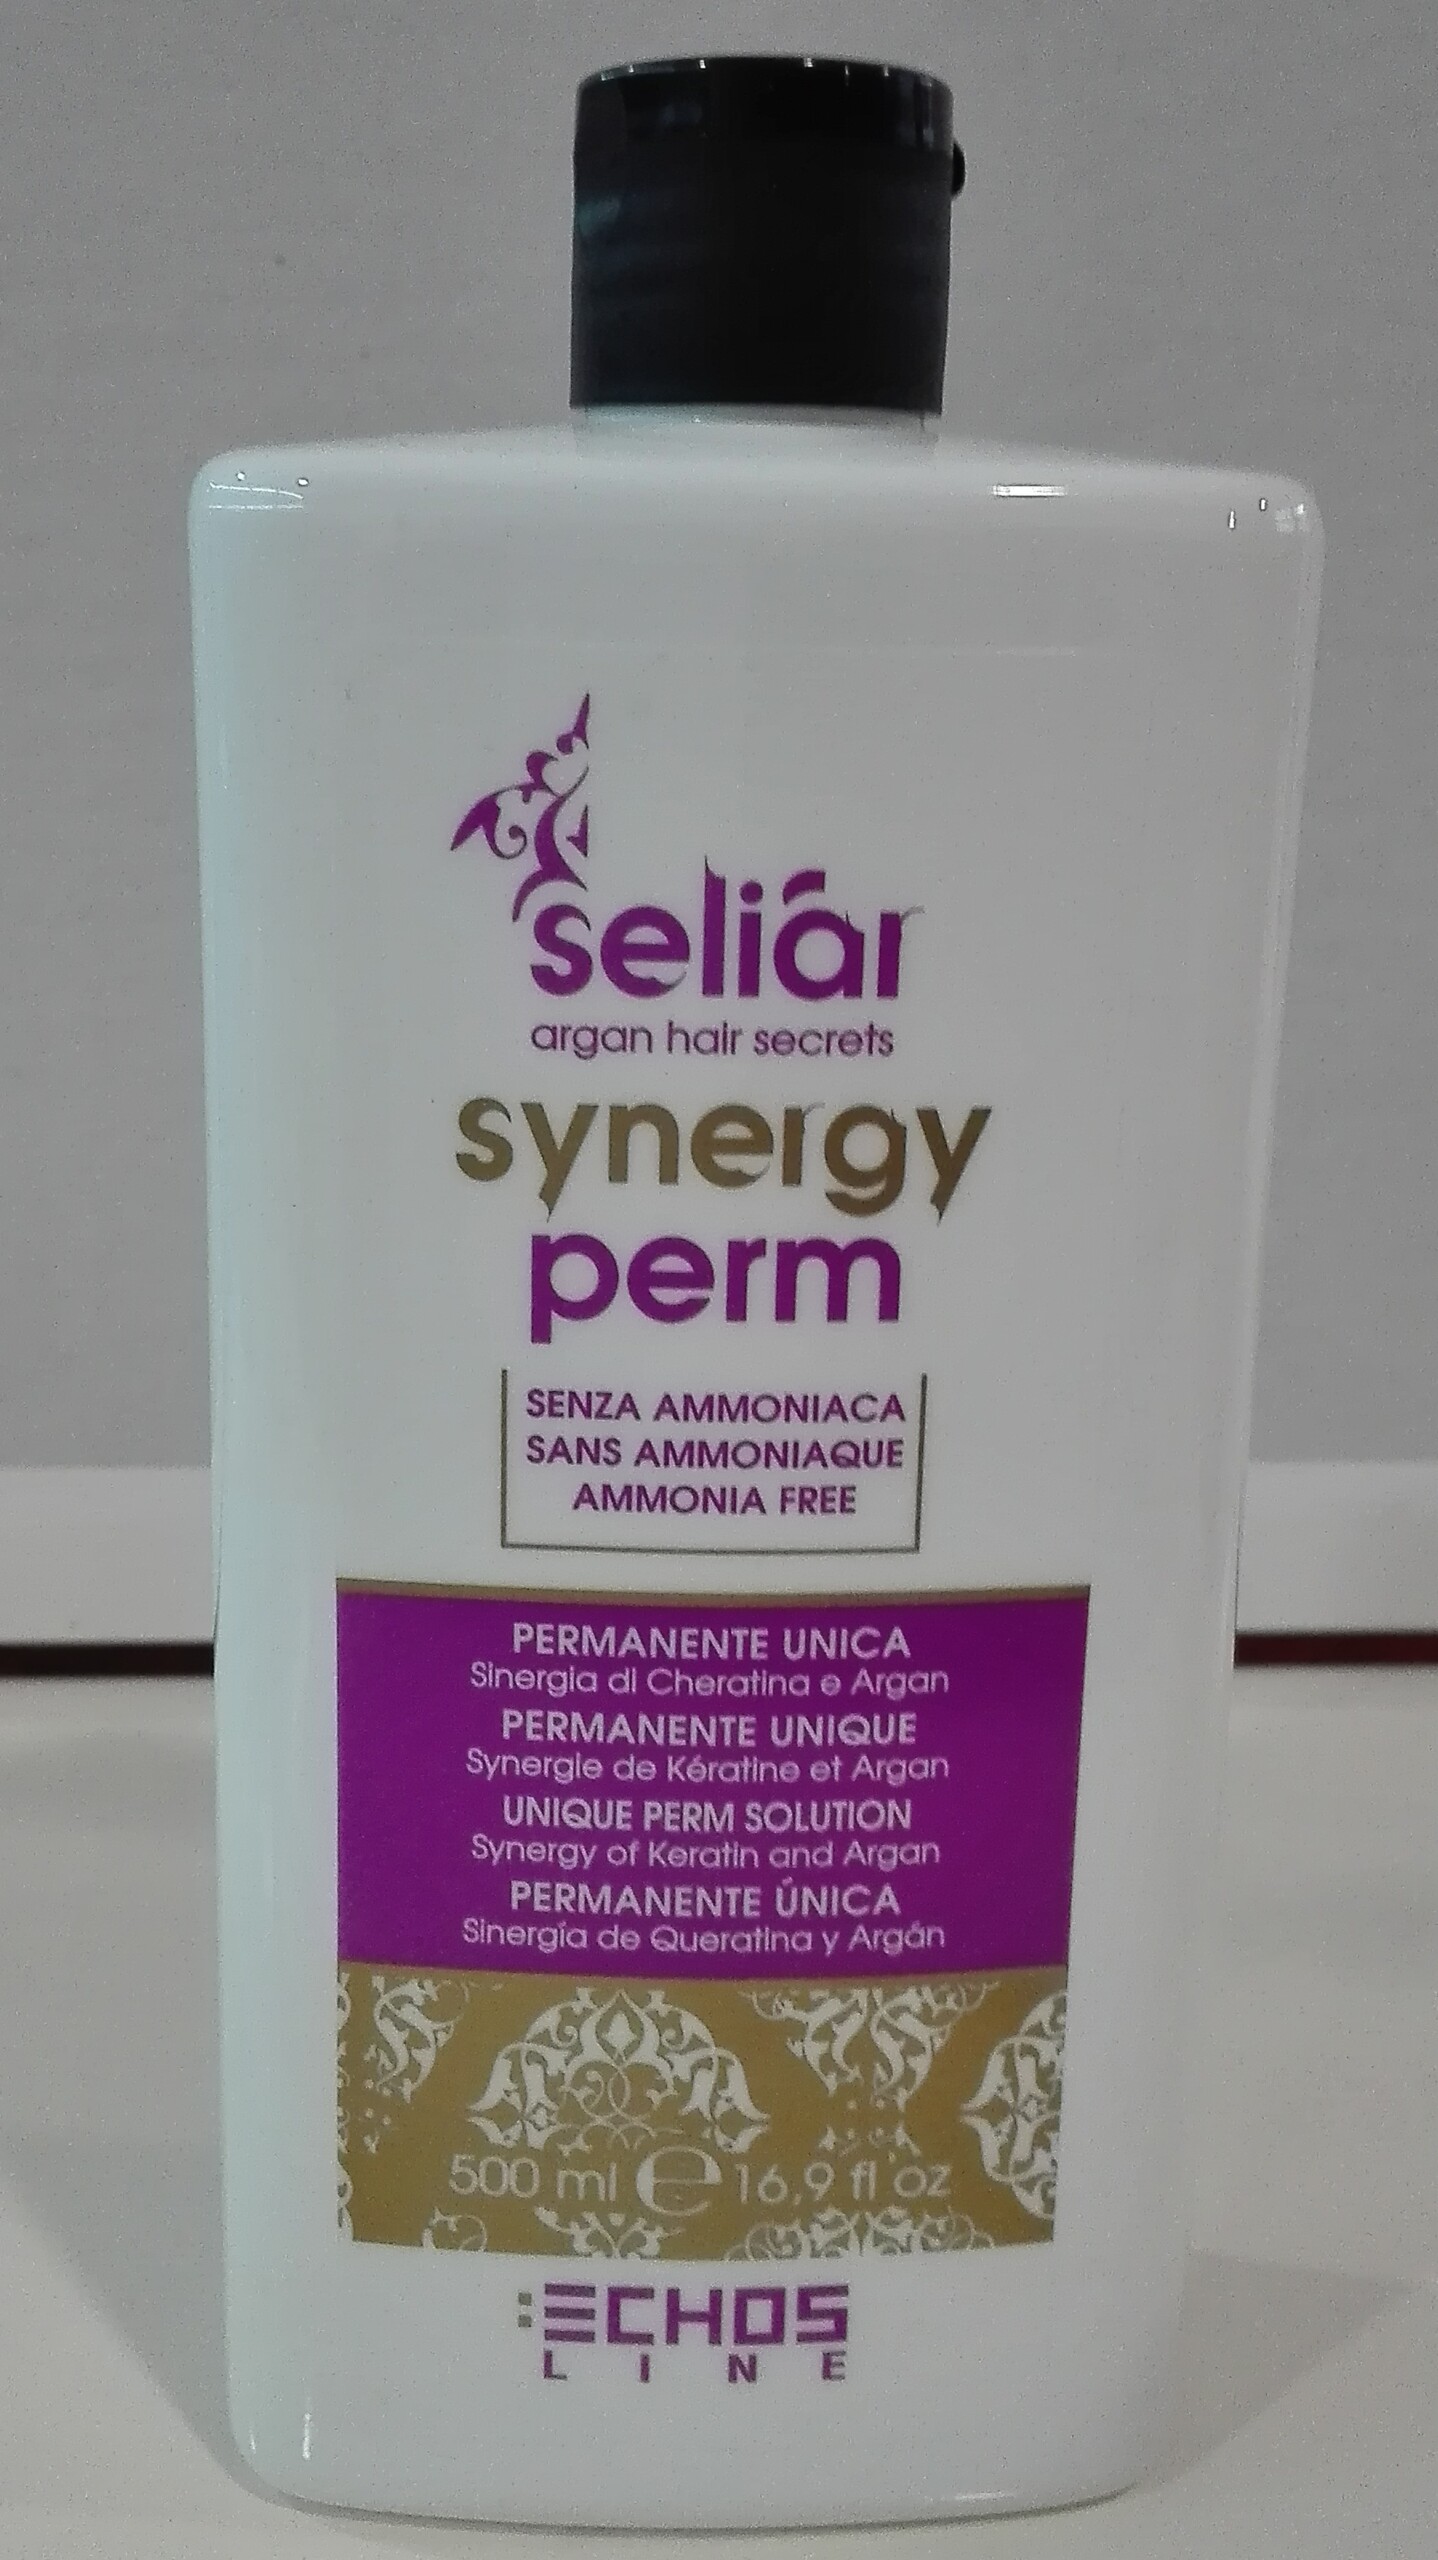 seliár
argan hair secrets
synergy
perm
SENZA AMMONIACA
SANS AMMONIAQUE
AMMONIA FREE
PERMANENTE UNICA
Sinergia di Cheratina e Argan
PERMANENTE UNIQUE
Synergie de Kératine et Argan
UNIQUE PERM SOLUTION
Synergy of Keratin and Argan
PERMANENTE ÚNICA
Sinergía de Queratina y Argán
500 ml e 16,9 fl oz
:ECHOS
LINE